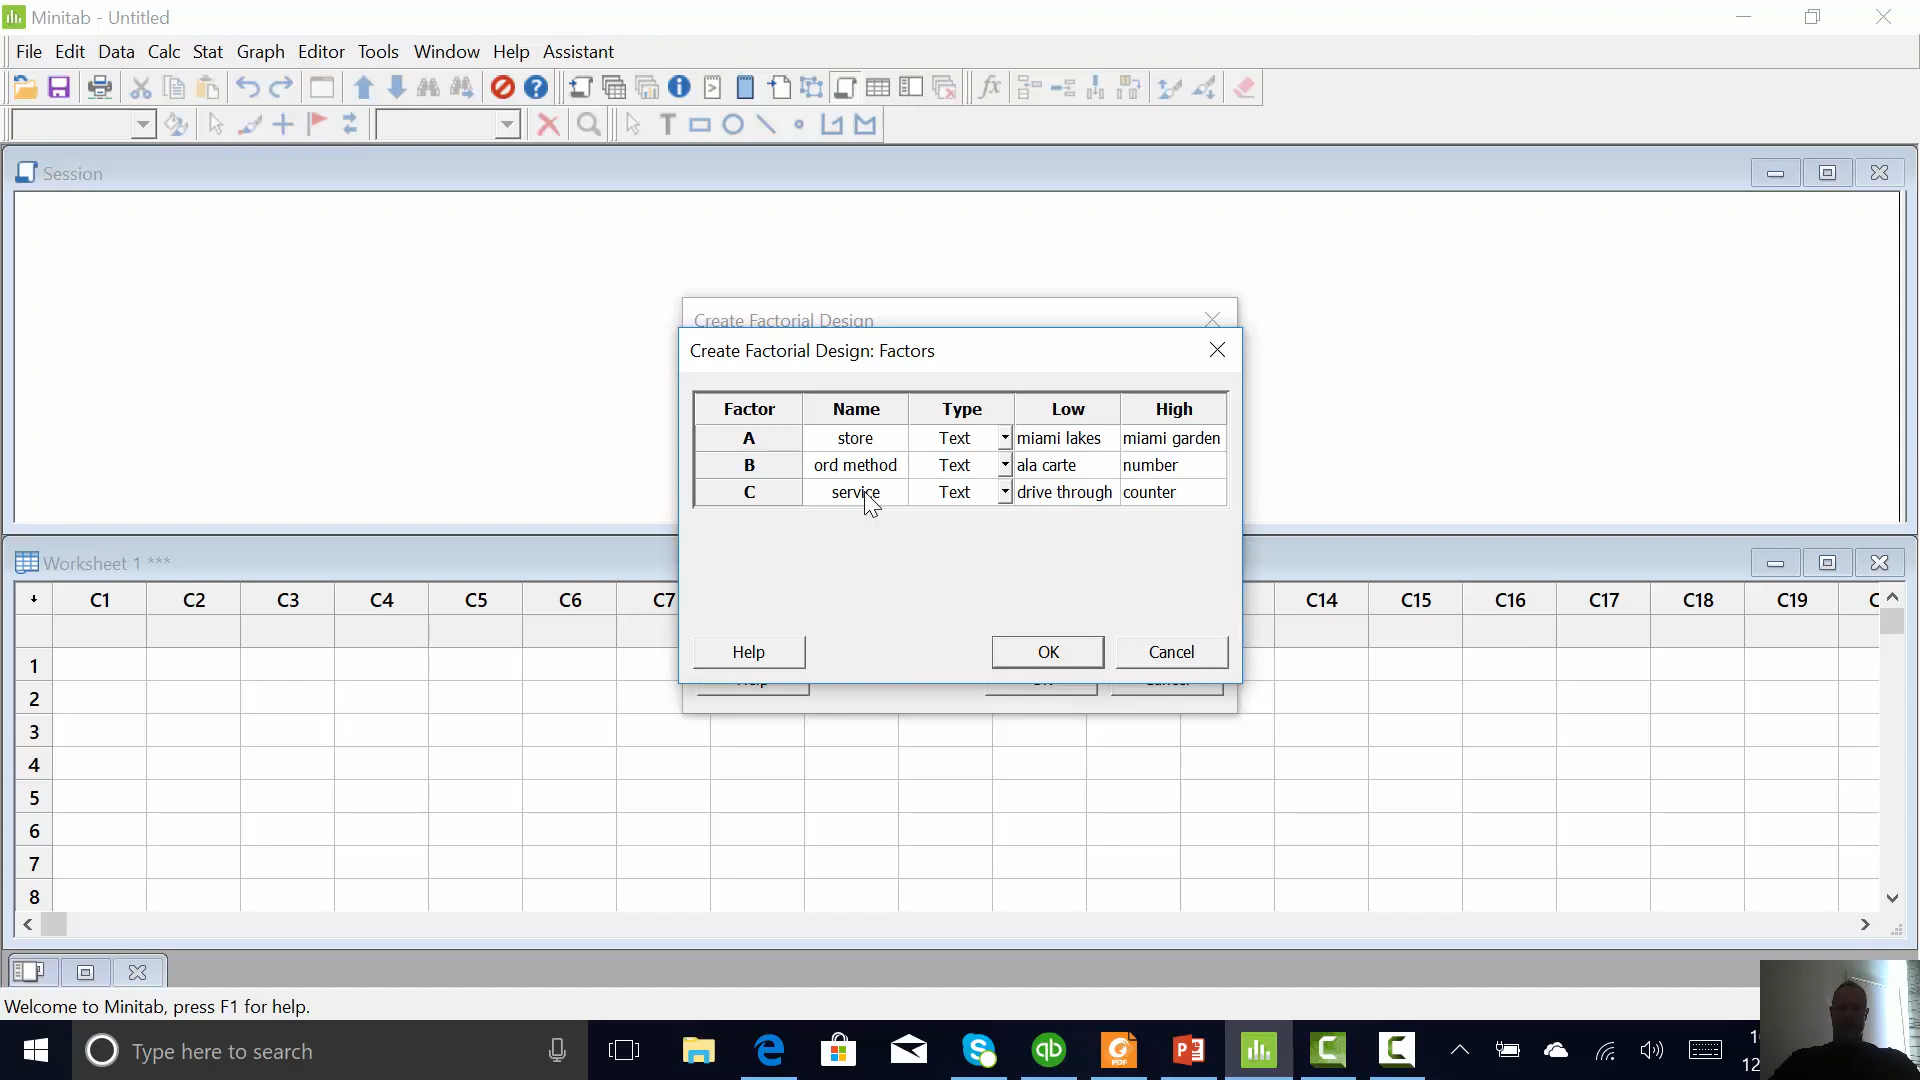 Minitab - Untitled
File Edit Data Calc Stat Graph Editor Tools Window Help Assistant
Session
Create Factorial Design
Create Factorial Design: Factors
Factor Name Type Low High
A store Text miami lakes miami garden
B ord method Text ala carte number
C service Text drive through counter
Help OK Cancel
Worksheet 1 ***
C1 C2 C3 C4 C5 C6 C7 C14 C15 C16 C17 C18 C19
1
2
3
4
5
6
7
8
Welcome to Minitab, press F1 for help.
Type here to search